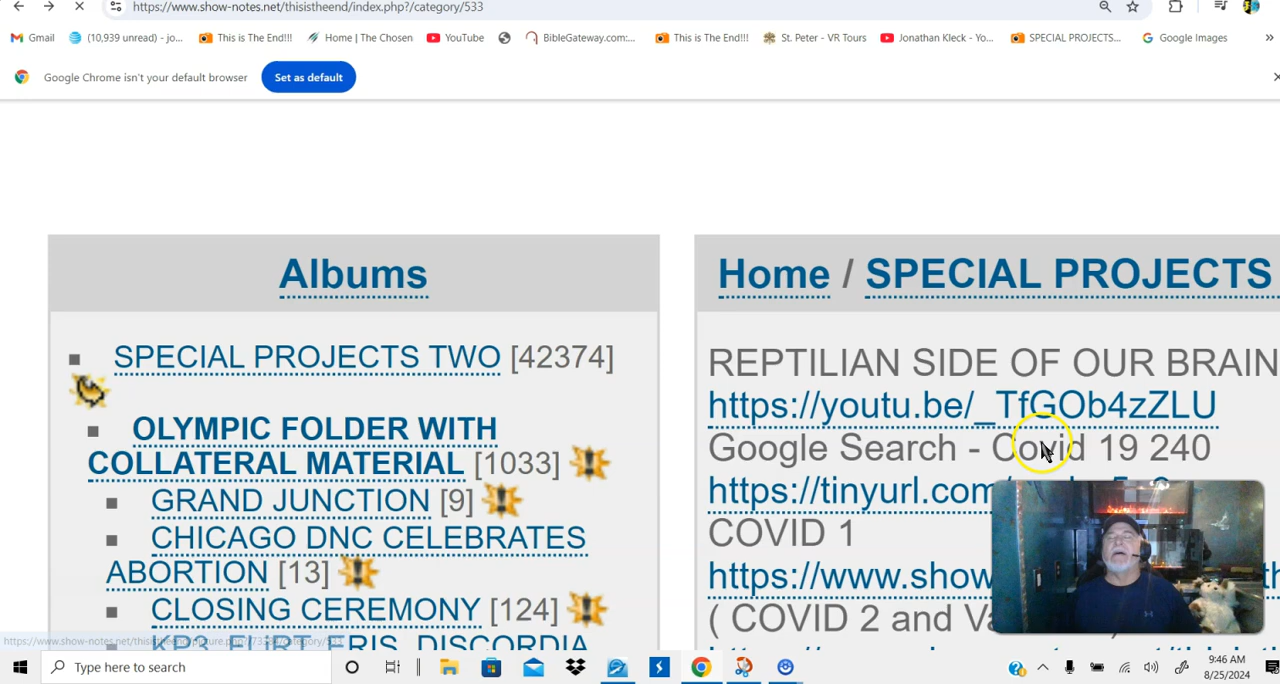 https://www.show-notes.net/thisistheend/index.php?/category/533
Gmail (10,939 unread) - jo... This is The End!!! Home | The Chosen YouTube BibleGateway.com:... This is The End!!! St. Peter - VR Tours Jonathan Kleck - Yo... SPECIAL PROJECTS... Google Images »
Google Chrome isn't your default browser Set as default
Albums
SPECIAL PROJECTS TWO [42374]
OLYMPIC FOLDER WITH
COLLATERAL MATERIAL [1033]
GRAND JUNCTION [9]
CHICAGO DNC CELEBRATES
ABORTION [13]
CLOSING CEREMONY [124]
Home / SPECIAL PROJECTS
REPTILIAN SIDE OF OUR BRAIN
https://youtu.be/_TfGOb4zZLU
Google Search - Covid 19 240
https://tinyurl.com/
COVID 1
https://www.show
( COVID 2 and Va
Type here to search
9:46 AM
8/25/2024